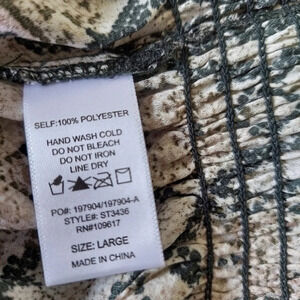 SELF:100% POLYESTER
HAND WASH COLD
DO NOT BLEACH
DO NOT IRON
LINE DRY
PO#: 197904/197904-A
STYLE#: ST3436
RN#109617
SIZE: LARGE
MADE IN CHINA